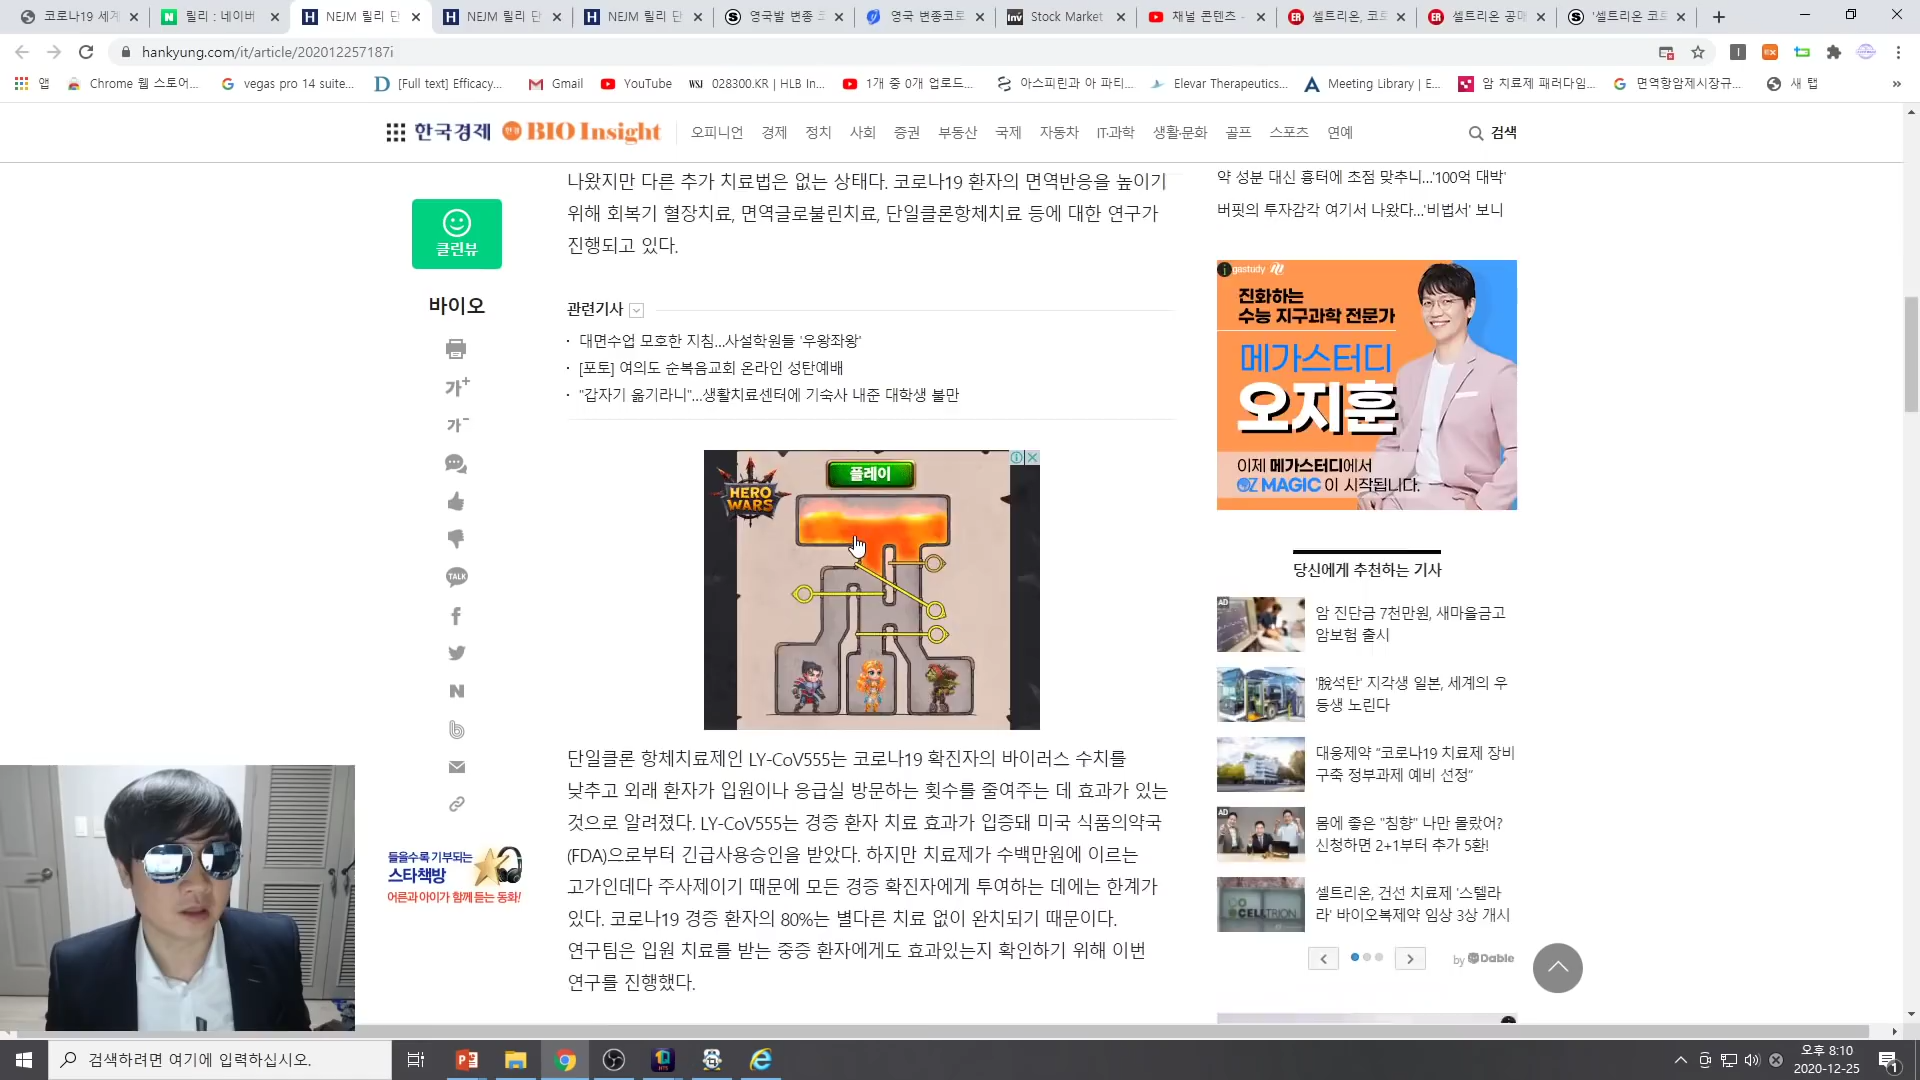 코로나19 세계
릴리 : 네이버
NEJM 릴리 단
NEJM 릴리 단
NEJM 릴리 단
영국발 변종 코
영국 변종코로
Stock Market
채널 콘텐츠 -
셀트리온, 코로
셀트리온 공매
'셀트리온 코로
hankyung.com/it/article/202012257187i
앱
Chrome 웹 스토어...
vegas pro 14 suite...
[Full text] Efficacy...
Gmail
YouTube
WSJ 028300.KR | HLB In...
1개 중 0개 업로드...
아스피린과 아 파티...
Elevar Therapeutics...
Meeting Library | E...
암 치료제 패러다임...
면역항암제시장규...
새 탭
»
한국경제 BIO Insight
오피니언 경제 정치 사회 증권 부동산 국제 자동차 IT·과학 생활·문화 골프 스포츠 연예
검색
나왔지만 다른 추가 치료법은 없는 상태다. 코로나19 환자의 면역반응을 높이기
위해 회복기 혈장치료, 면역글로불린치료, 단일클론항체치료 등에 대한 연구가
진행되고 있다.
클린뷰
바이오
가+
가-
TALK
관련기사
· 대면수업 모호한 지침…사설학원들 '우왕좌왕'
· [포토] 여의도 순복음교회 온라인 성탄예배
· "갑자기 옮기라니"…생활치료센터에 기숙사 내준 대학생 불만
HERO
WARS
플레이
단일클론 항체치료제인 LY-CoV555는 코로나19 확진자의 바이러스 수치를
낮추고 외래 환자가 입원이나 응급실 방문하는 횟수를 줄여주는 데 효과가 있는
것으로 알려졌다. LY-CoV555는 경증 환자 치료 효과가 입증돼 미국 식품의약국
(FDA)으로부터 긴급사용승인을 받았다. 하지만 치료제가 수백만원에 이르는
고가인데다 주사제이기 때문에 모든 경증 확진자에게 투여하는 데에는 한계가
있다. 코로나19 경증 환자의 80%는 별다른 치료 없이 완치되기 때문이다.
연구팀은 입원 치료를 받는 중증 환자에게도 효과있는지 확인하기 위해 이번
연구를 진행했다.
들을수록 기부되는
스타책방
어른과 아이가 함께 듣는 동화!
약 성분 대신 흉터에 초점 맞추니…'100억 대박'
버핏의 투자감각 여기서 나왔다…'비법서' 보니
gastudy
진화하는
수능 지구과학 전문가
메가스터디
오지훈
이제 메가스터디에서
OZ MAGIC 이 시작됩니다.
당신에게 추천하는 기사
AD
암 진단금 7천만원, 새마을금고
암보험 출시
'脫석탄' 지각생 일본, 세계의 우
등생 노린다
대웅제약 “코로나19 치료제 장비
구축 정부과제 예비 선정”
AD
몸에 좋은 "침향" 나만 몰랐어?
신청하면 2+1부터 추가 5환!
CELLTRION
셀트리온, 건선 치료제 '스텔라
라' 바이오복제약 임상 3상 개시
by Dable
검색하려면 여기에 입력하십시오.
오후 8:10
2020-12-25
1